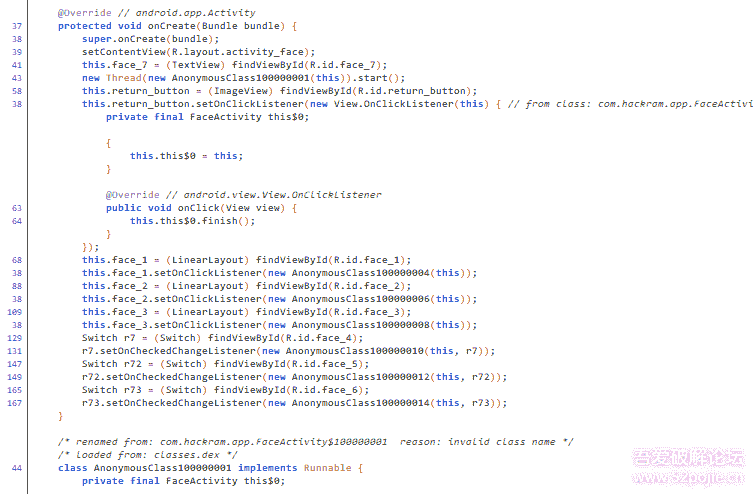 @Override // android.app.Activity
37 protected void onCreate(Bundle bundle) {
38 super.onCreate(bundle);
39 setContentView(R.layout.activity_face);
41 this.face_7 = (TextView) findViewById(R.id.face_7);
43 new Thread(new AnonymousClass100000001(this)).start();
58 this.return_button = (ImageView) findViewById(R.id.return_button);
38 this.return_button.setOnClickListener(new View.OnClickListener(this) { // from class: com.hackram.app.FaceActivi
private final FaceActivity this$0;
{
this.this$0 = this;
}
@Override // android.view.View.OnClickListener
63 public void onClick(View view) {
64 this.this$0.finish();
}
});
68 this.face_1 = (LinearLayout) findViewById(R.id.face_1);
38 this.face_1.setOnClickListener(new AnonymousClass100000004(this));
88 this.face_2 = (LinearLayout) findViewById(R.id.face_2);
38 this.face_2.setOnClickListener(new AnonymousClass100000006(this));
109 this.face_3 = (LinearLayout) findViewById(R.id.face_3);
38 this.face_3.setOnClickListener(new AnonymousClass100000008(this));
129 Switch r7 = (Switch) findViewById(R.id.face_4);
131 r7.setOnCheckedChangeListener(new AnonymousClass100000010(this, r7));
147 Switch r72 = (Switch) findViewById(R.id.face_5);
149 r72.setOnCheckedChangeListener(new AnonymousClass100000012(this, r72));
165 Switch r73 = (Switch) findViewById(R.id.face_6);
167 r73.setOnCheckedChangeListener(new AnonymousClass100000014(this, r73));
}
/* renamed from: com.hackram.app.FaceActivity$100000001 reason: invalid class name */
/* loaded from: classes.dex */
44 class AnonymousClass100000001 implements Runnable {
private final FaceActivity this$0;
吾爱破解论坛
www.52pojie.cn